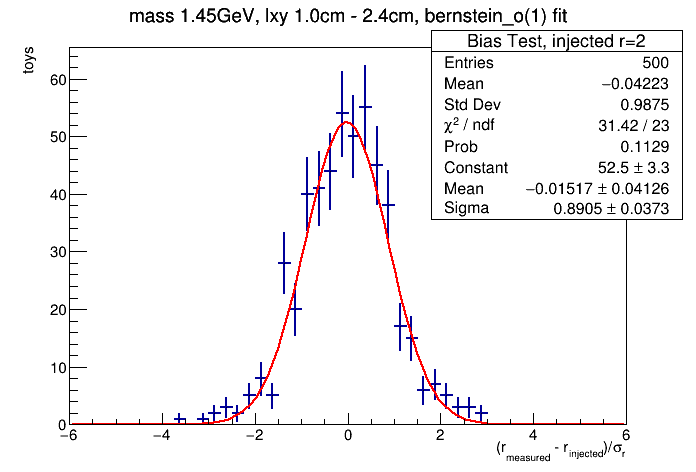 mass 1.45GeV, lxy 1.0cm - 2.4cm, bernstein_o(1) fit
Bias Test, injected r=2
Entries 500
Mean −0.04223
Std Dev 0.9875
χ² / ndf 31.42 / 23
Prob 0.1129
Constant 52.5 ± 3.3
Mean −0.01517 ± 0.04126
Sigma 0.8905 ± 0.0373
toys
60
50
40
30
20
10
0
−6 −4 −2 0 2 4 6
(r_measured - r_injected)/σ_r